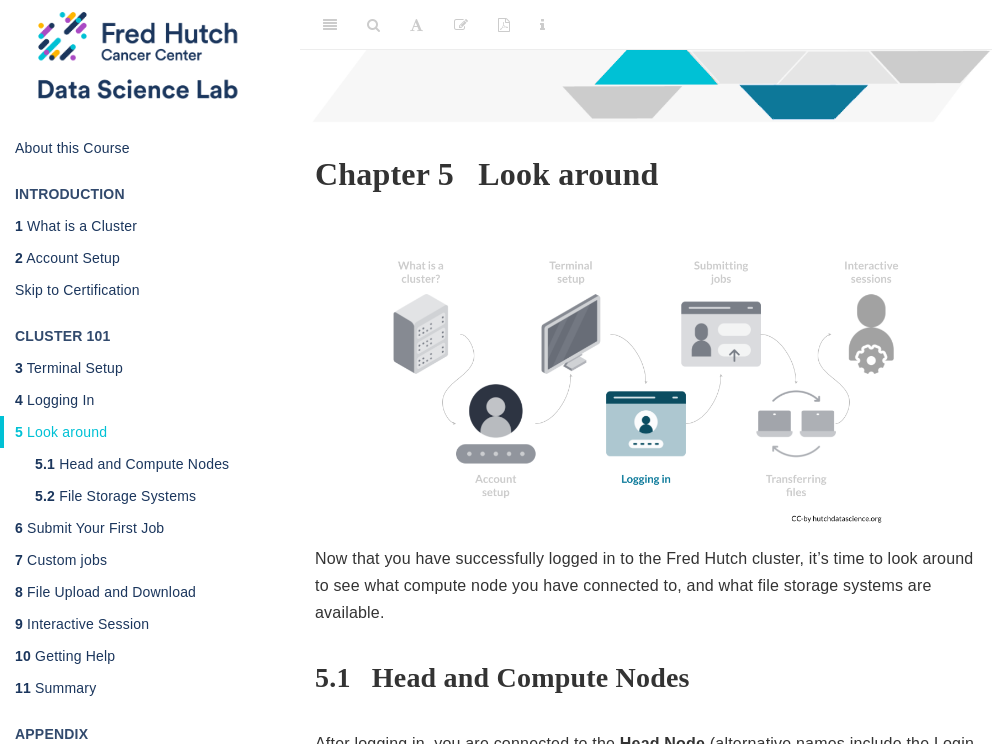 Fred Hutch
Cancer Center
Data Science Lab
About this Course
INTRODUCTION
1 What is a Cluster
2 Account Setup
Skip to Certification
CLUSTER 101
3 Terminal Setup
4 Logging In
5 Look around
5.1 Head and Compute Nodes
5.2 File Storage Systems
6 Submit Your First Job
7 Custom jobs
8 File Upload and Download
9 Interactive Session
10 Getting Help
11 Summary
APPENDIX
Chapter 5 Look around
What is a
cluster?
Terminal
setup
Submitting
jobs
Interactive
sessions
Account
setup
Logging in
Transferring
files
CC-by hutchdatascience.org
Now that you have successfully logged in to the Fred Hutch cluster, it’s time to look around
to see what compute node you have connected to, and what file storage systems are
available.
5.1 Head and Compute Nodes
After logging in, you are connected to the Head Node (alternative names include the Login